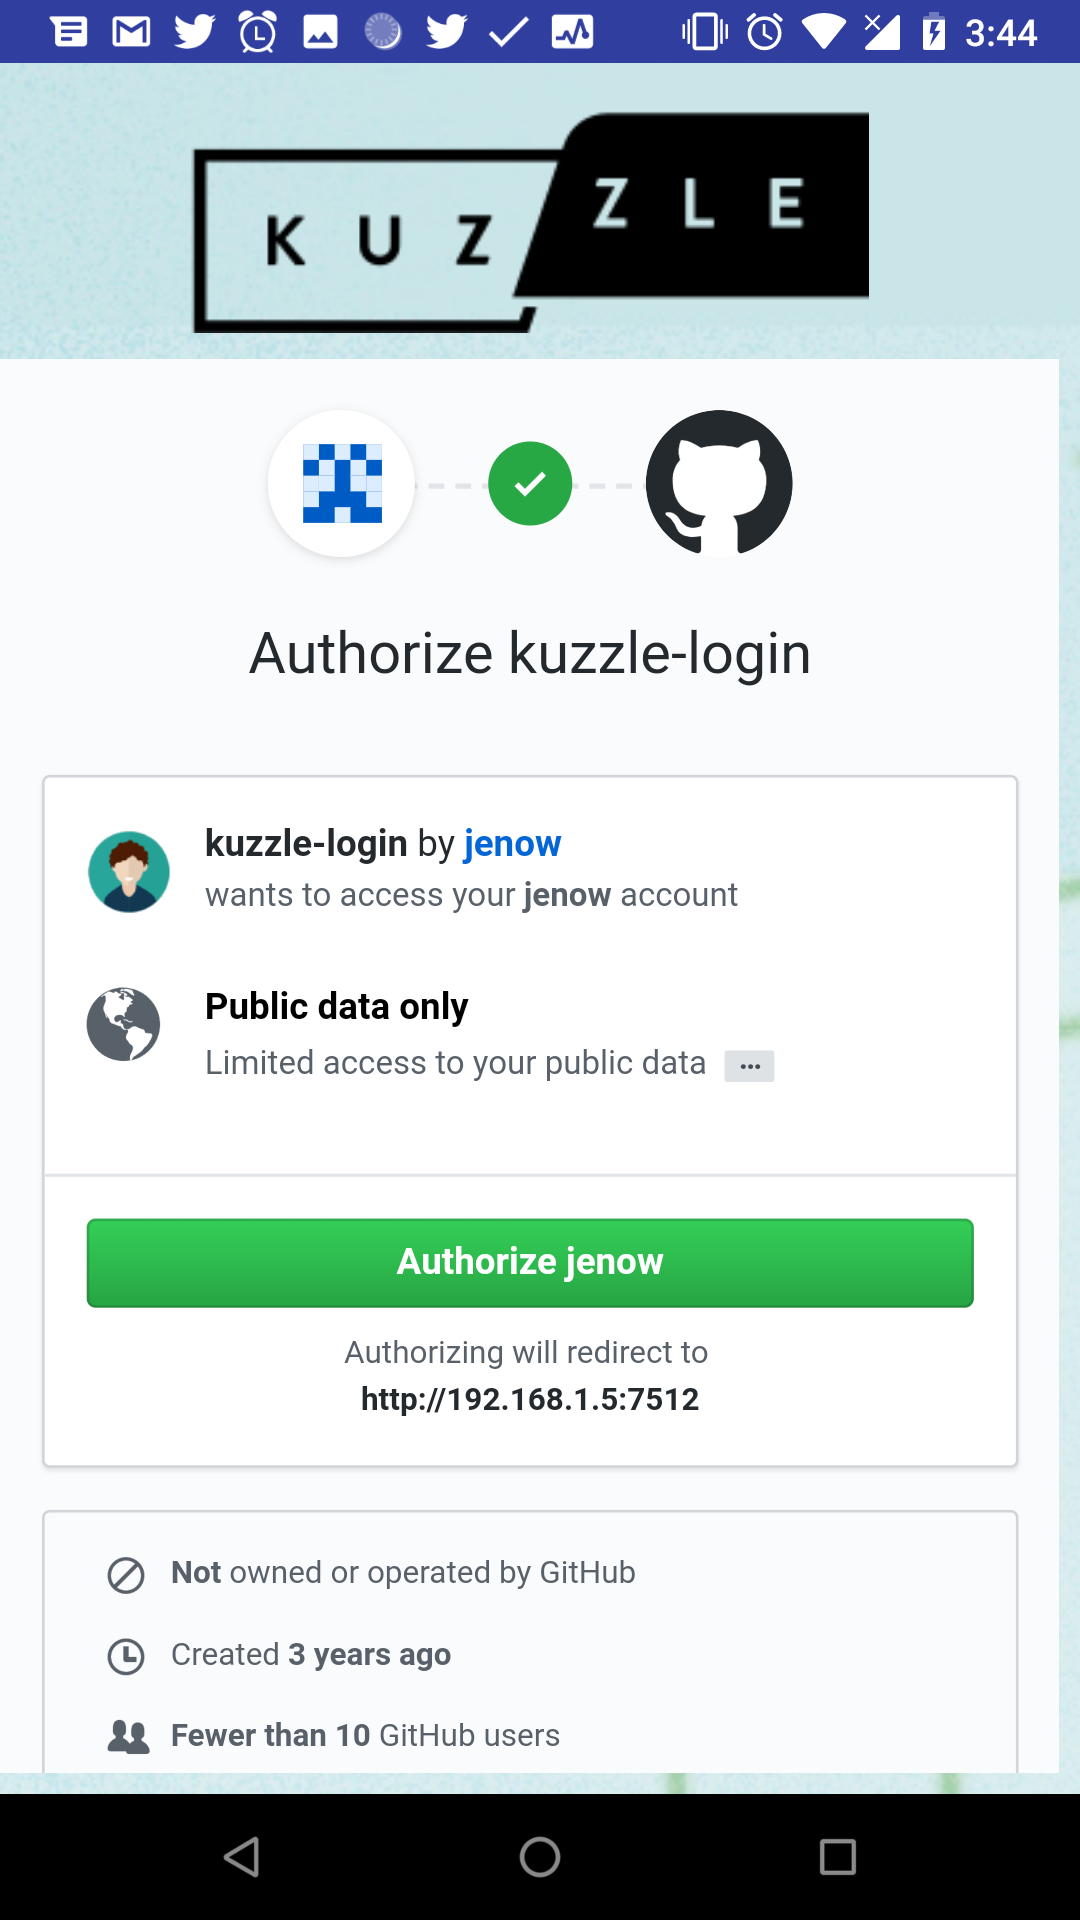 3:44
KUZZLE
Authorize kuzzle-login
kuzzle-login by jenow
wants to access your jenow account
Public data only
Limited access to your public data ...
Authorize jenow
Authorizing will redirect to
http://192.168.1.5:7512
Not owned or operated by GitHub
Created 3 years ago
Fewer than 10 GitHub users